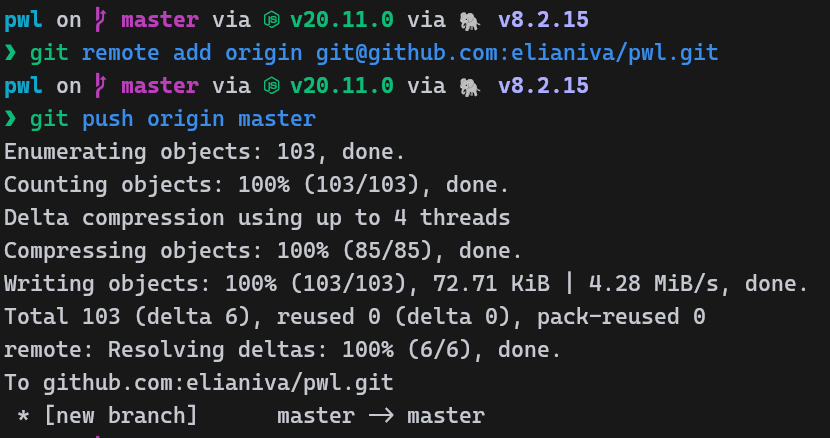 pwl on master via v20.11.0 via 🐘 v8.2.15
❯ git remote add origin git@github.com:elianiva/pwl.git
pwl on master via v20.11.0 via 🐘 v8.2.15
❯ git push origin master
Enumerating objects: 103, done.
Counting objects: 100% (103/103), done.
Delta compression using up to 4 threads
Compressing objects: 100% (85/85), done.
Writing objects: 100% (103/103), 72.71 KiB | 4.28 MiB/s, done.
Total 103 (delta 6), reused 0 (delta 0), pack-reused 0
remote: Resolving deltas: 100% (6/6), done.
To github.com:elianiva/pwl.git
 * [new branch]      master -> master